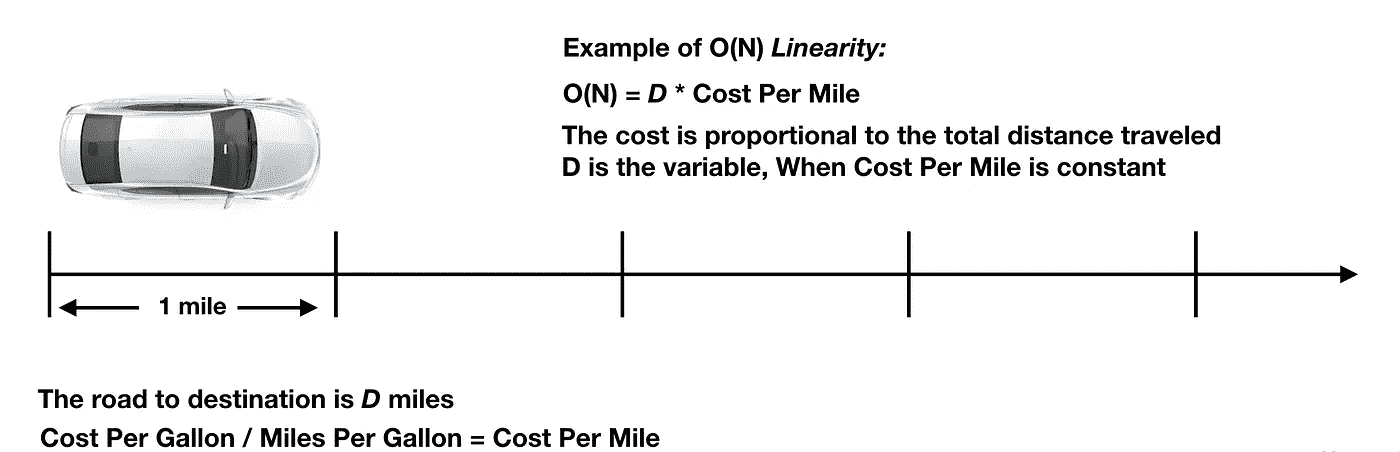 Example of O(N) Linearity:
O(N) = D * Cost Per Mile
The cost is proportional to the total distance traveled
D is the variable, When Cost Per Mile is constant
1 mile
The road to destination is D miles
Cost Per Gallon / Miles Per Gallon = Cost Per Mile